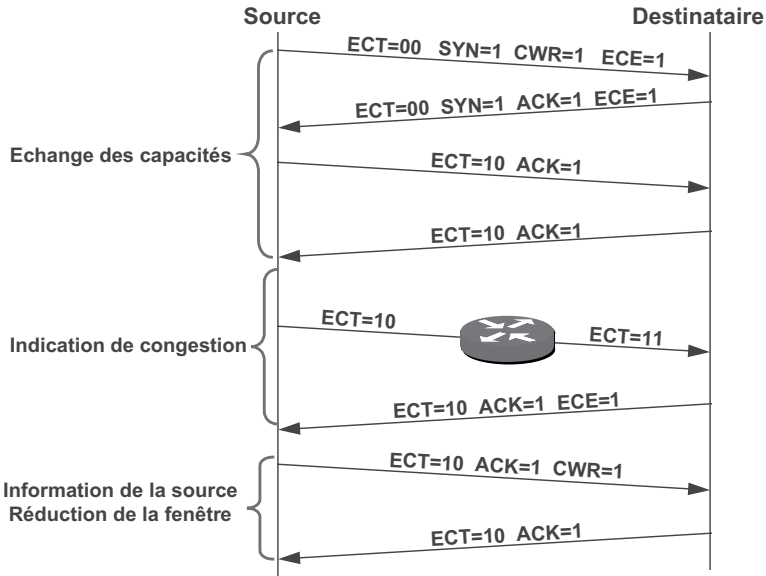 Source
Destinataire
ECT=00 SYN=1 CWR=1 ECE=1
ECT=00 SYN=1 ACK=1 ECE=1
Echange des capacités
ECT=10 ACK=1
ECT=10 ACK=1
ECT=10
ECT=11
Indication de congestion
ECT=10 ACK=1 ECE=1
ECT=10 ACK=1 CWR=1
Information de la source
Réduction de la fenêtre
ECT=10 ACK=1